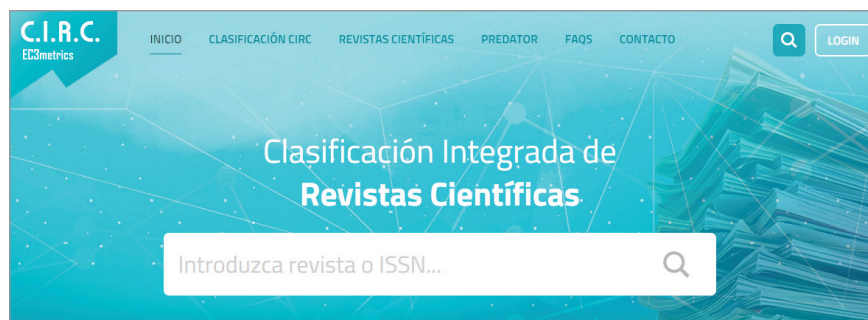 C.I.R.C.
EC3metrics
INICIO CLASIFICACIÓN CIRC REVISTAS CIENTÍFICAS PREDATOR FAQS CONTACTO LOGIN
Clasificación Integrada de
Revistas Científicas
Introduzca revista o ISSN...